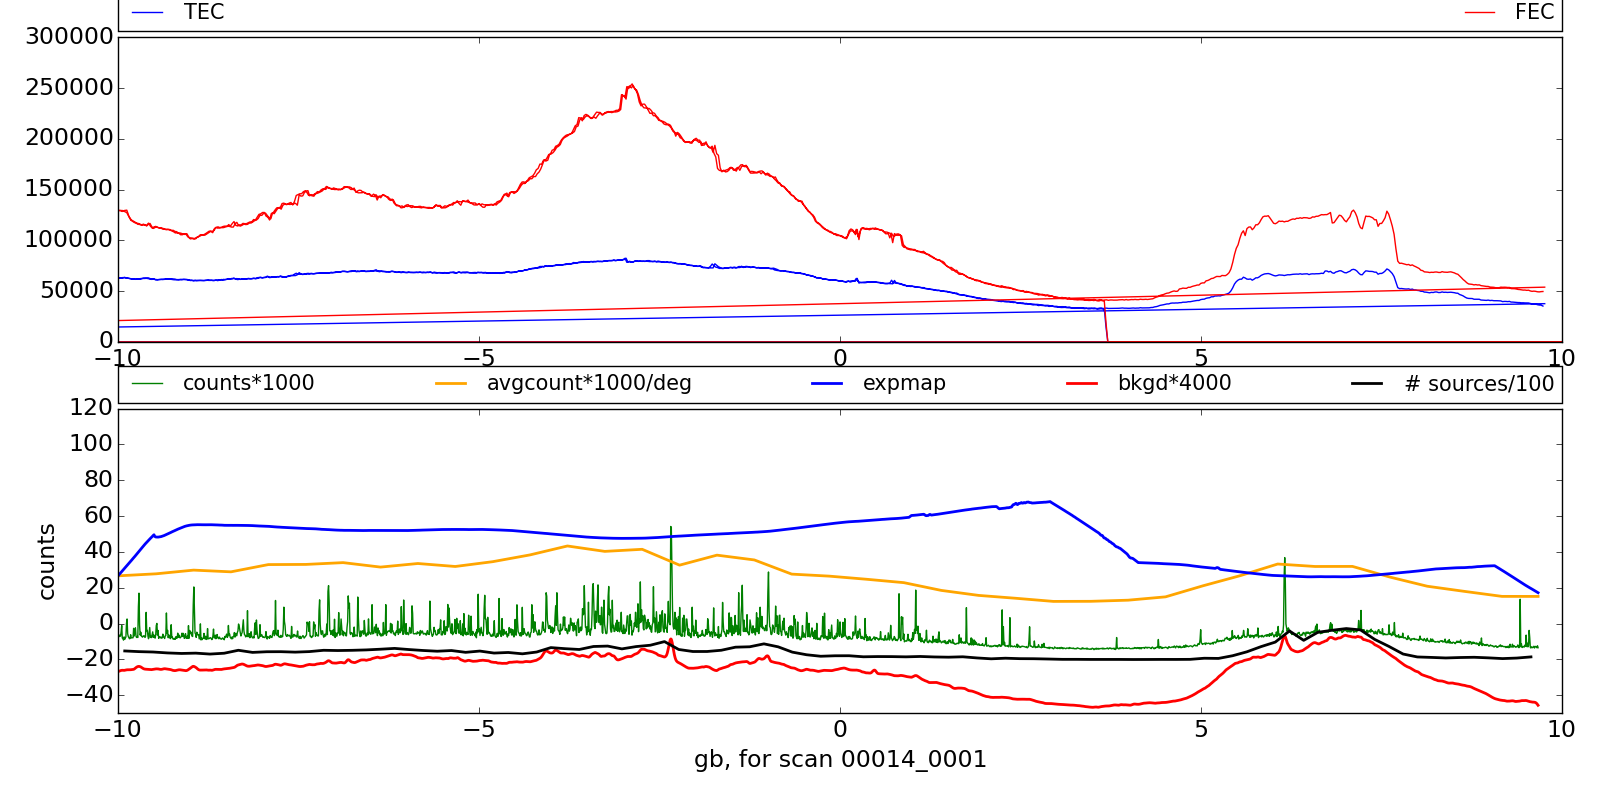 TEC FEC
300000
250000
200000
150000
100000
50000
0
−10 −5 0 5 10
counts*1000 avgcount*1000/deg expmap bkgd*4000 # sources/100
120
100
80
60
40
20
0
−20
−40
counts
−10 −5 0 5 10
gb, for scan 00014_0001